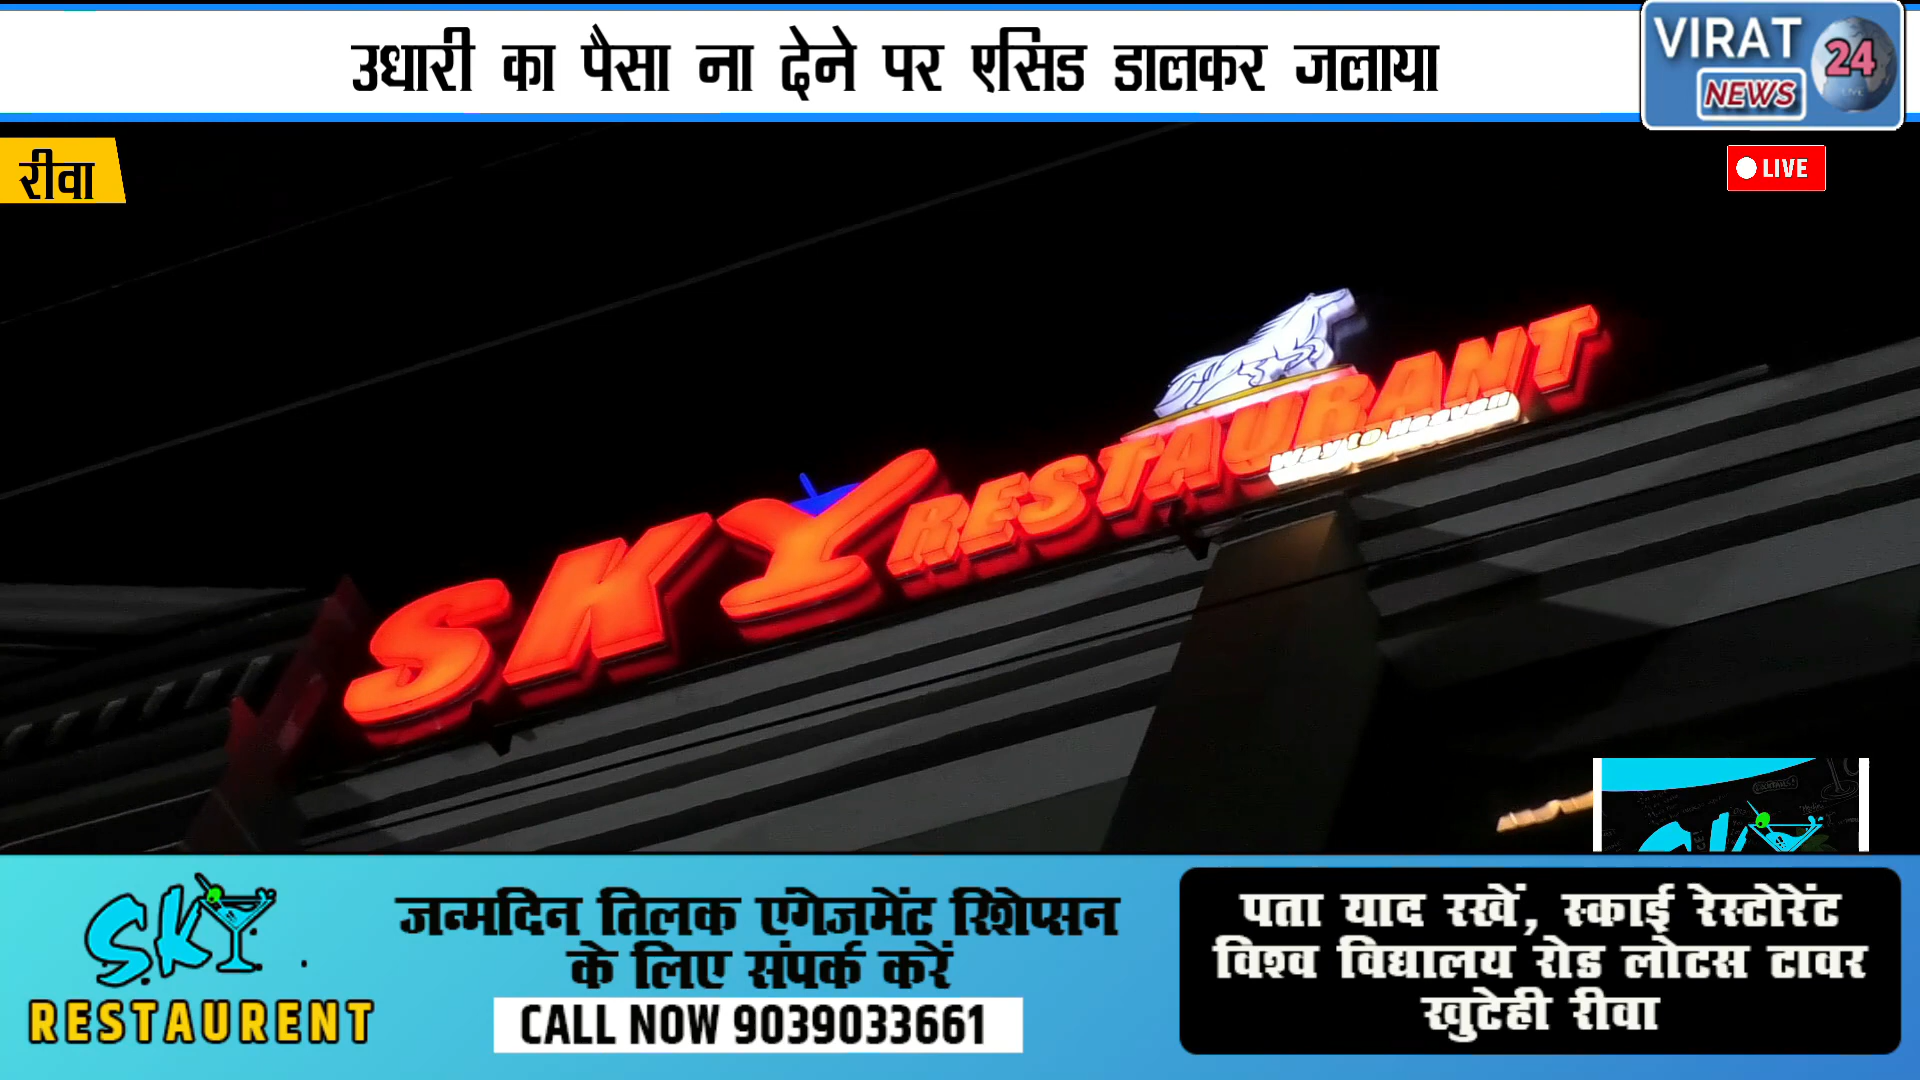 उधारी का पैसा ना देने पर एसिड डालकर जलाया
VIRAT
24
NEWS
LIVE
रीवा
SKY RESTAURANT
Way to Heaven
SKY
RESTAURENT
जन्मदिन तिलक एंगेजमेंट रिशेप्सन
के लिए संपर्क करें
CALL NOW 9039033661
पता याद रखें, स्काई रेस्टोरेंट
विश्व विद्यालय रोड लोटस टावर
खुटेही रीवा